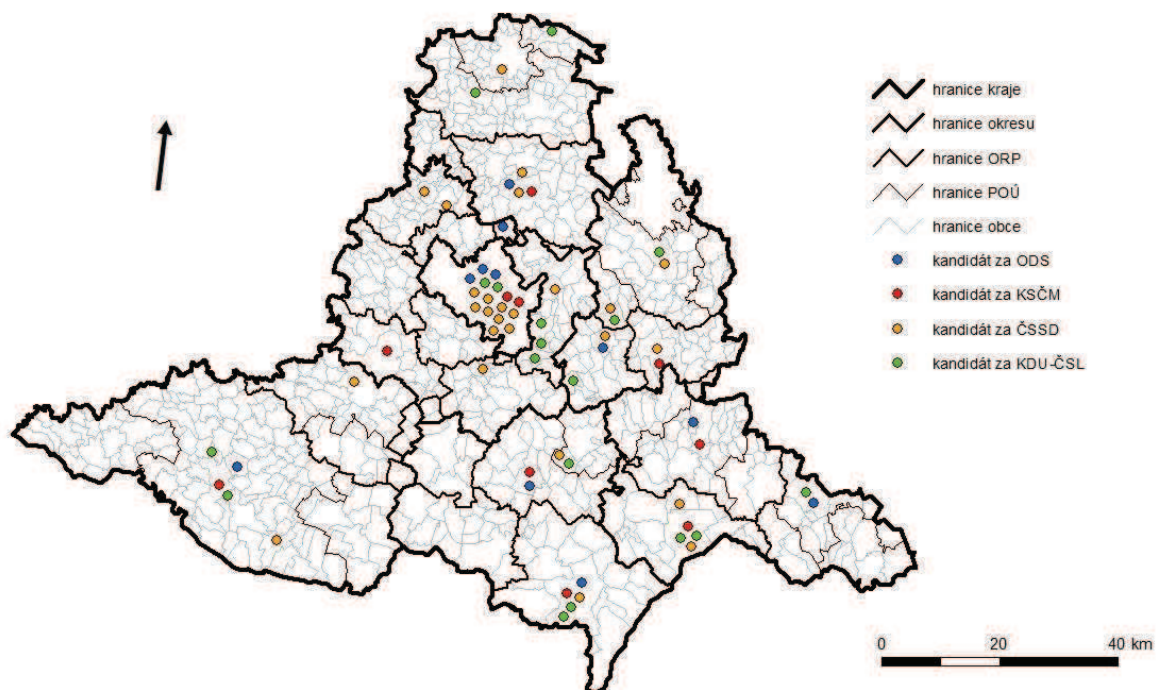 hranice kraje
hranice okresu
hranice ORP
hranice POÚ
hranice obce
kandidát za ODS
kandidát za KSČM
kandidát za ČSSD
kandidát za KDU-ČSL
0 20 40 km